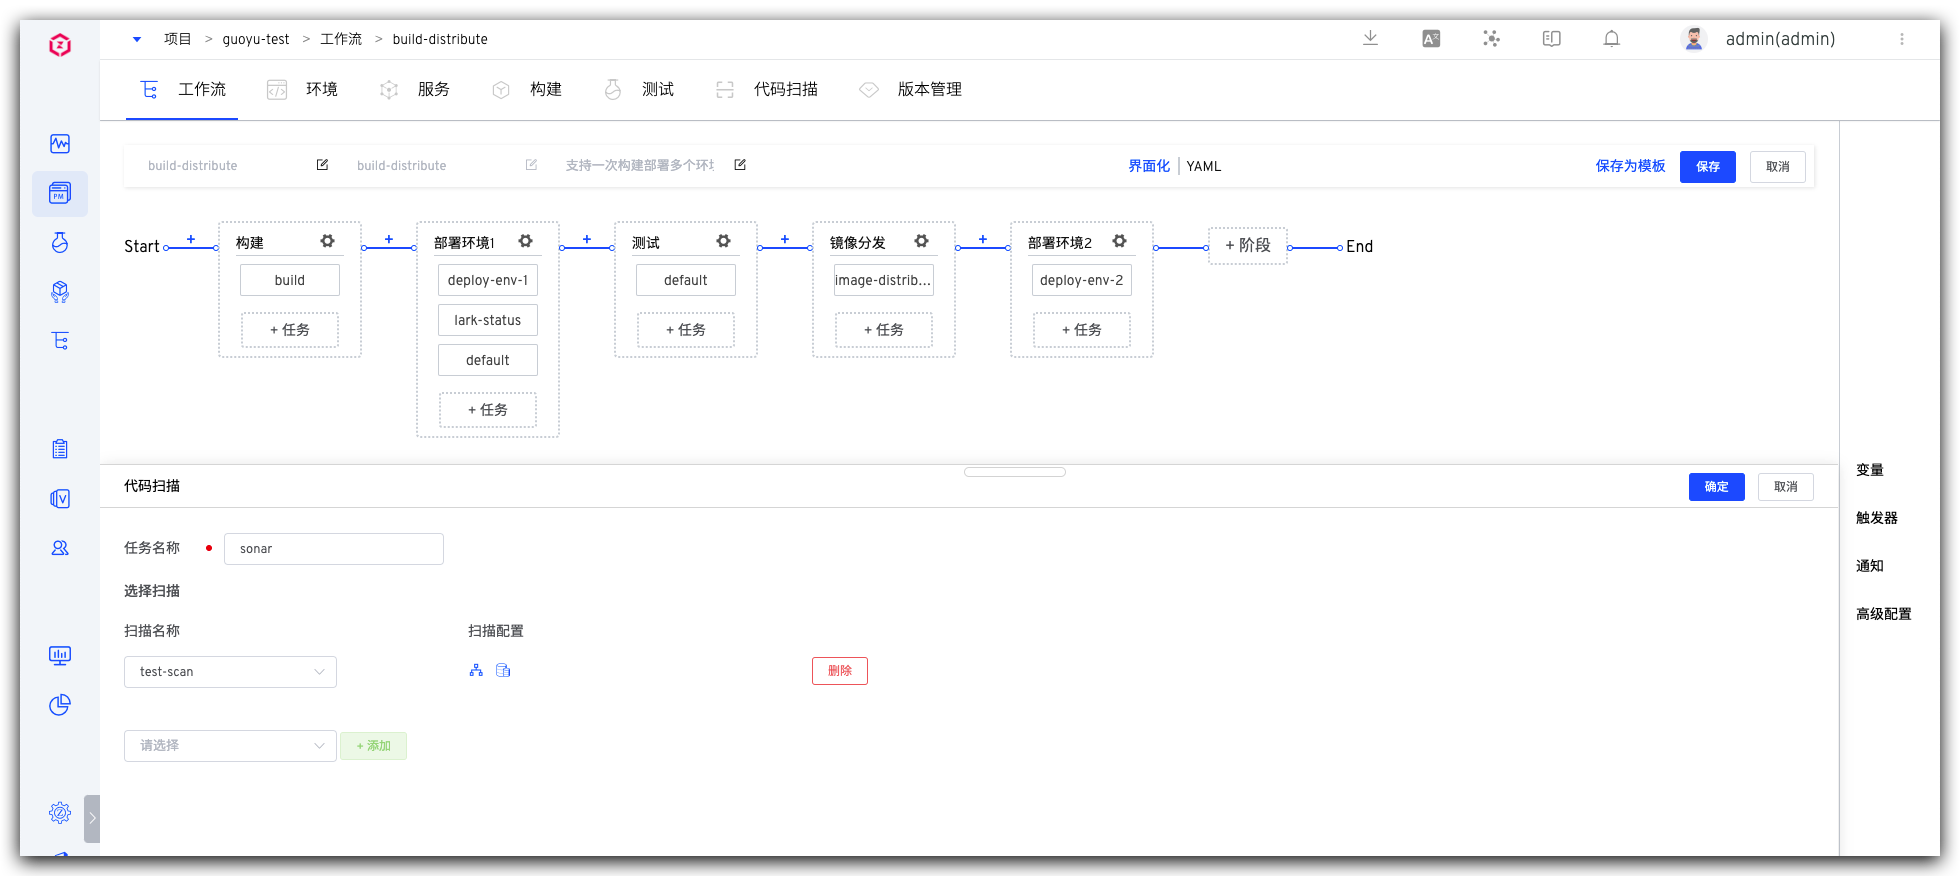 项目 > guoyu-test > 工作流 > build-distribute
admin(admin)
工作流 环境 服务 构建 测试 代码扫描 版本管理
build-distribute build-distribute 支持一次构建部署多个环 界面化 | YAML 保存为模板 保存 取消
Start + 构建 + 部署环境1 + 测试 + 镜像分发 + 部署环境2 + 阶段 End
build deploy-env-1 default image-distrib... deploy-env-2
+ 任务 lark-status + 任务 + 任务 + 任务
default
+ 任务
代码扫描 确定 取消
任务名称 sonar
选择扫描
扫描名称 扫描配置
test-scan 删除
请选择 + 添加
变量
触发器
通知
高级配置